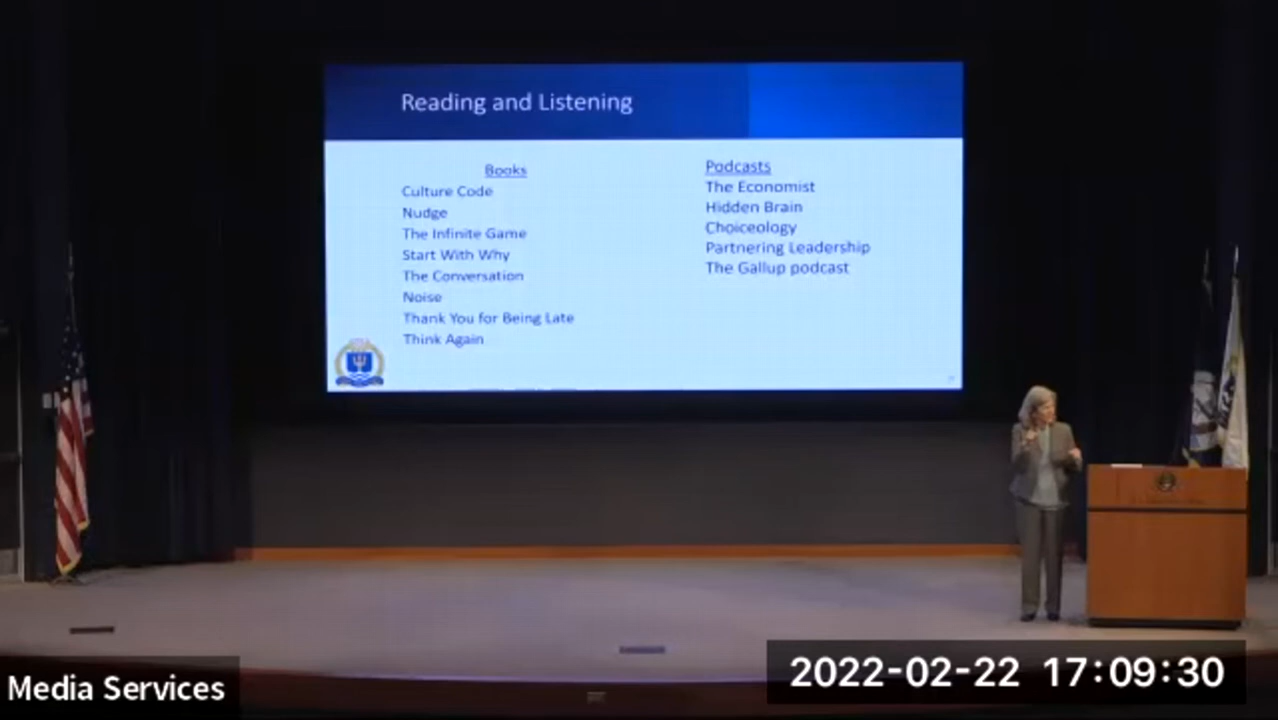 Reading and Listening
Books
Culture Code
Nudge
The Infinite Game
Start With Why
The Conversation
Noise
Thank You for Being Late
Think Again
Podcasts
The Economist
Hidden Brain
Choiceology
Partnering Leadership
The Gallup podcast
Media Services
2022-02-22 17:09:30